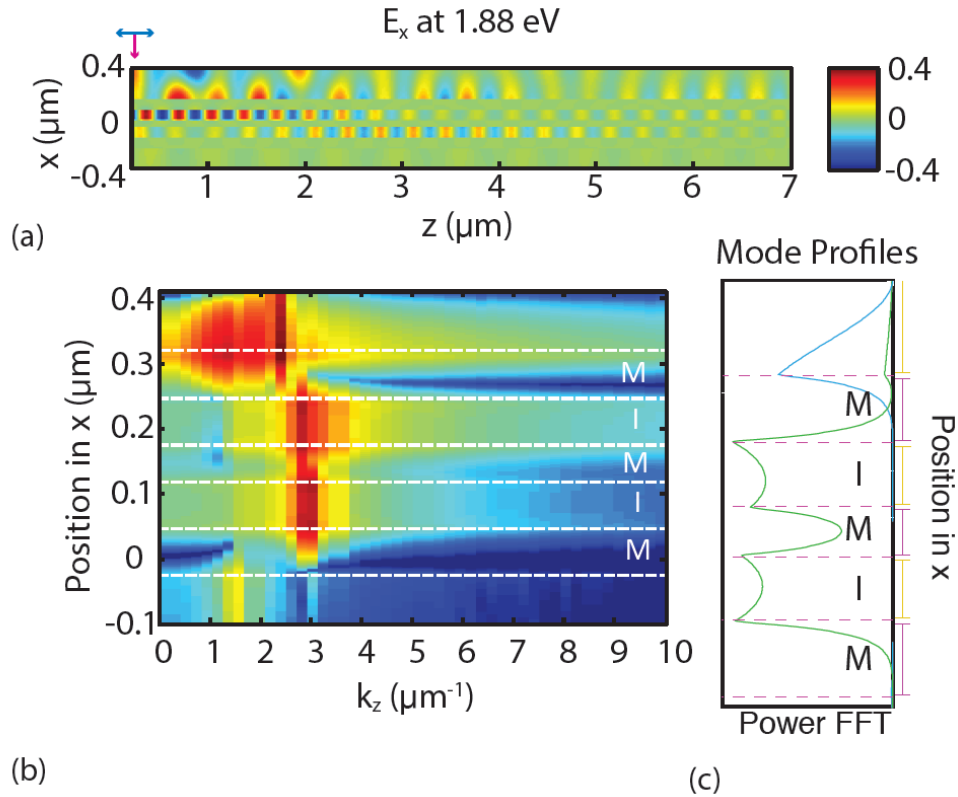 E_x at 1.88 eV
0.4
0
-0.4
x (μm)
1 2 3 4 5 6 7
z (μm)
0.4
0
-0.4
(a)
0.4
0.3
0.2
0.1
0
-0.1
Position in x (μm)
M
I
M
I
M
0 1 2 3 4 5 6 7 8 9 10
k_z (μm⁻¹)
(b)
Mode Profiles
M
I
M
I
M
Position in x
Power FFT
(c)